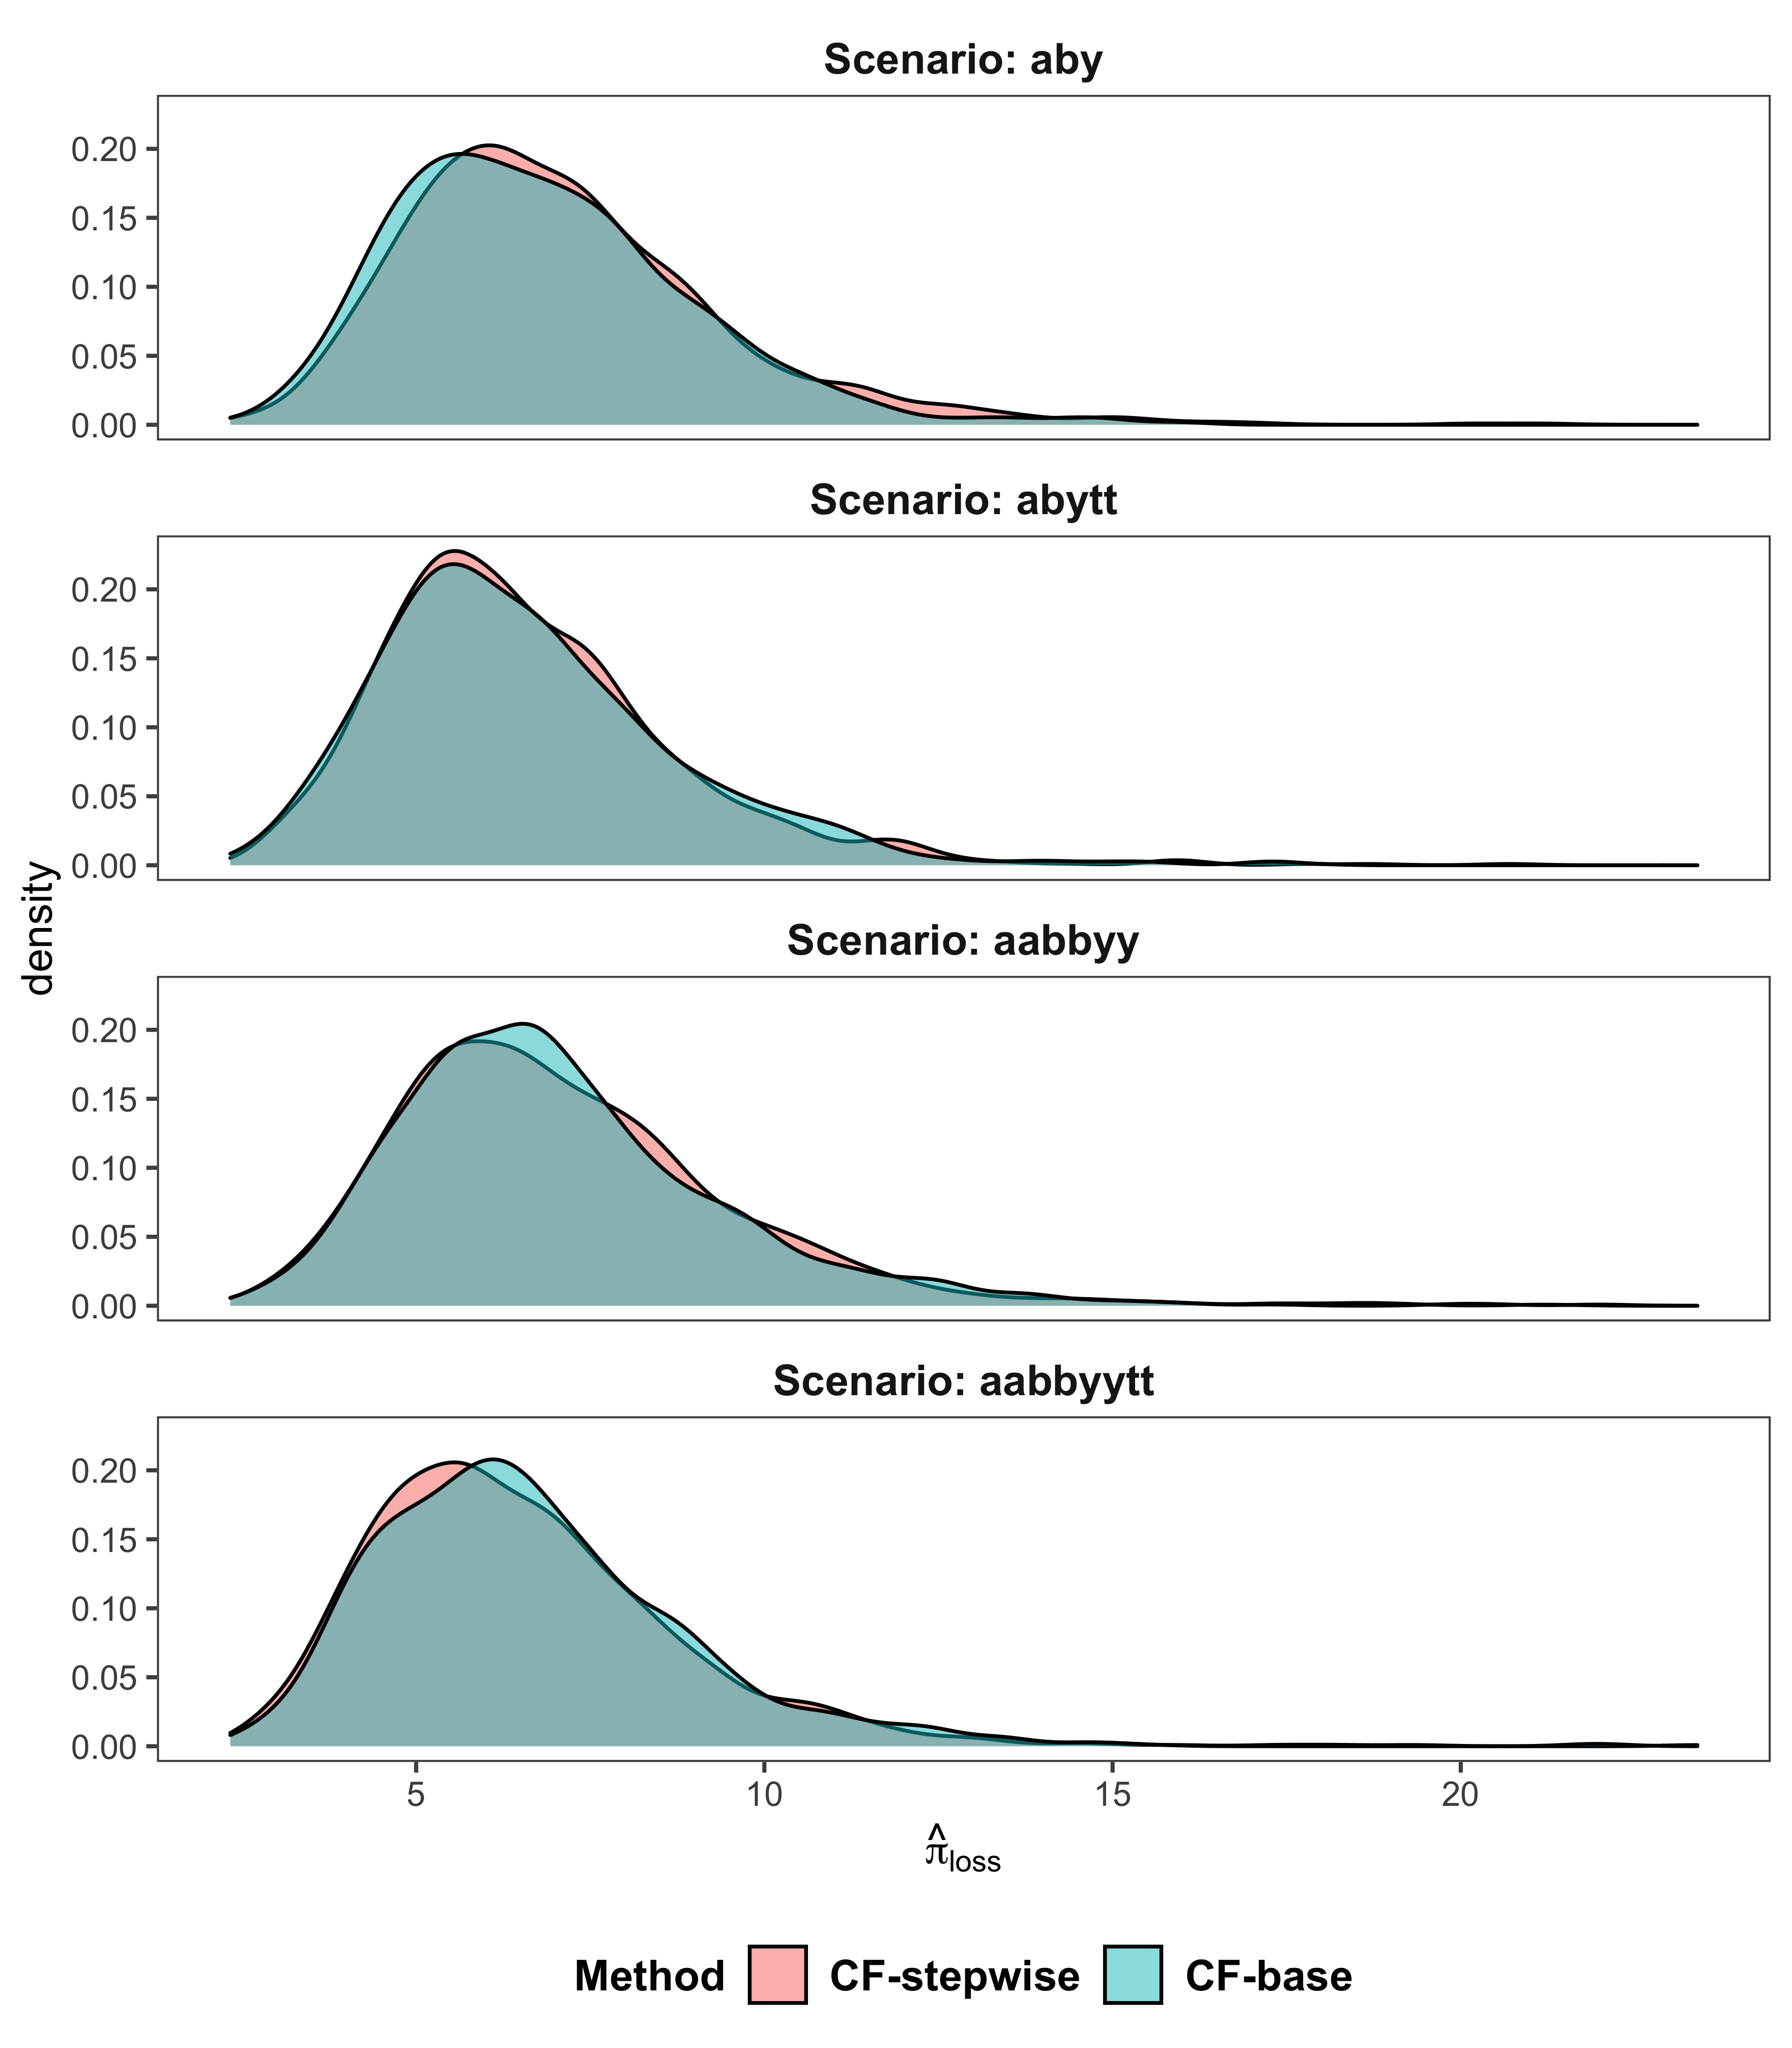 Scenario: aby
0.20
0.15
0.10
0.05
0.00
Scenario: abytt
0.20
0.15
0.10
0.05
0.00
density
Scenario: aabbyy
0.20
0.15
0.10
0.05
0.00
Scenario: aabbyytt
0.20
0.15
0.10
0.05
0.00
5 10 15 20
π̂loss
Method CF-stepwise CF-base